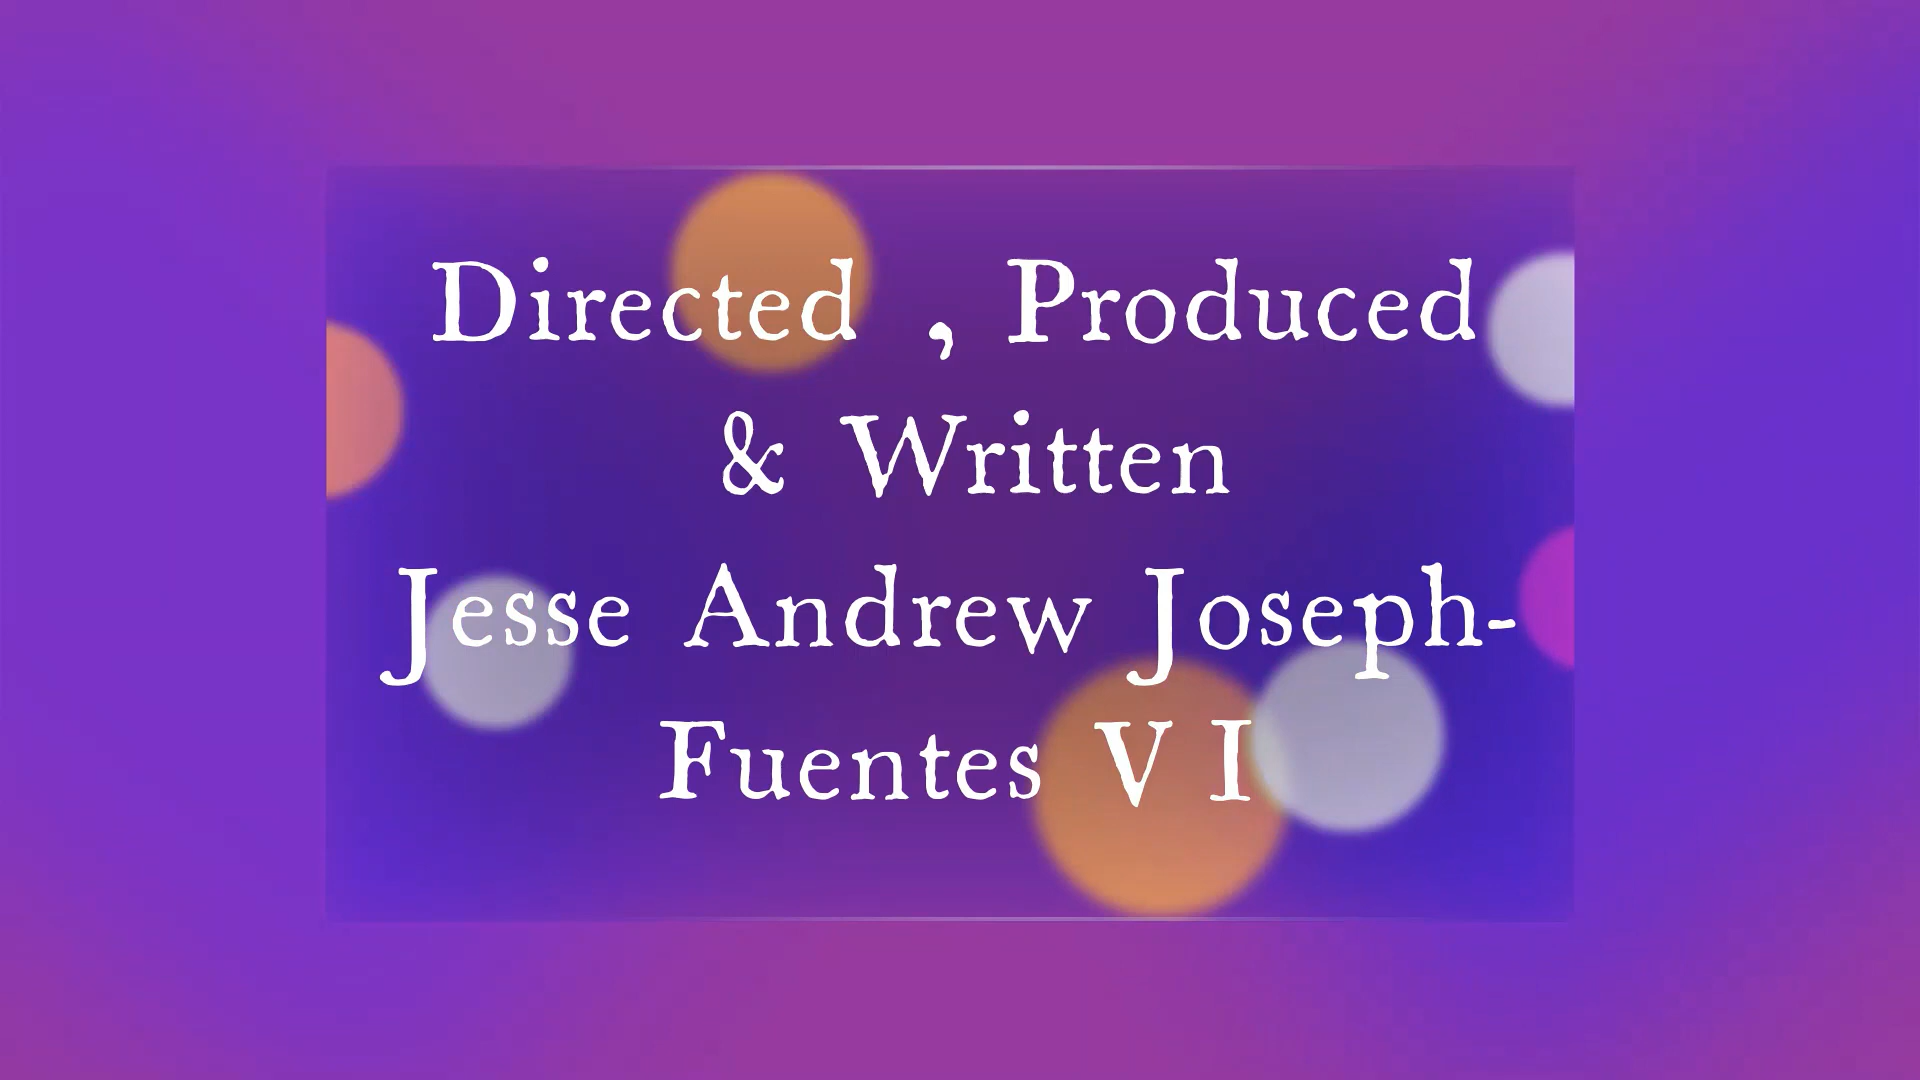 Directed , Produced
& Written
Jesse Andrew Joseph-
Fuentes V I